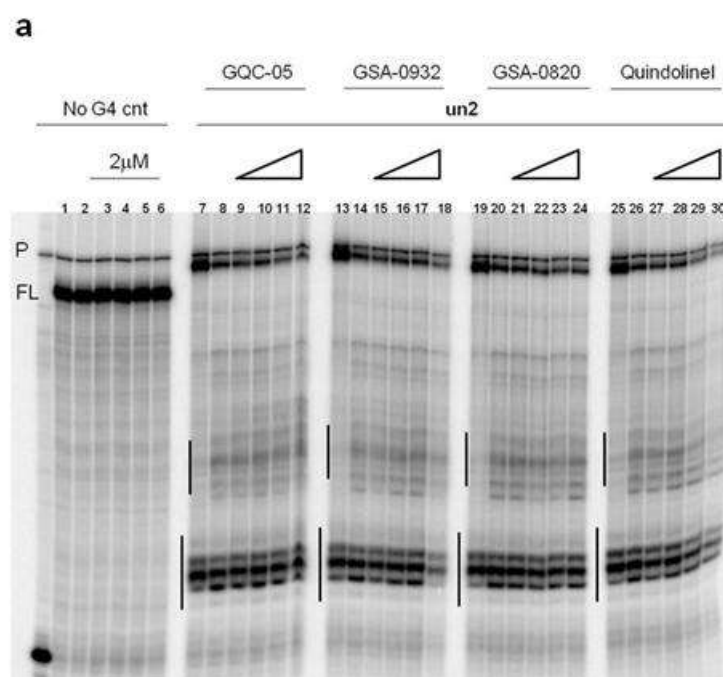 a
GQC-05 GSA-0932 GSA-0820 Quindolinel
No G4 cnt un2
2μM
1 2 3 4 5 6 7 8 9 10 11 12 13 14 15 16 17 18 19 20 21 22 23 24 25 26 27 28 29 30
P
FL